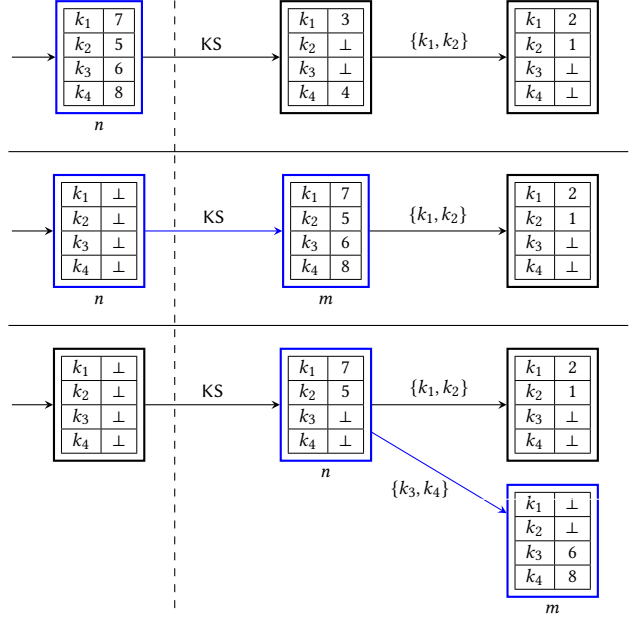 k₁ 7
k₂ 5
k₃ 6
k₄ 8
n
KS
k₁ 3
k₂ ⊥
k₃ ⊥
k₄ 4
{k₁, k₂}
k₁ 2
k₂ 1
k₃ ⊥
k₄ ⊥
k₁ ⊥
k₂ ⊥
k₃ ⊥
k₄ ⊥
n
KS
k₁ 7
k₂ 5
k₃ 6
k₄ 8
m
{k₁, k₂}
k₁ 2
k₂ 1
k₃ ⊥
k₄ ⊥
k₁ ⊥
k₂ ⊥
k₃ ⊥
k₄ ⊥
KS
k₁ 7
k₂ 5
k₃ ⊥
k₄ ⊥
n
{k₁, k₂}
k₁ 2
k₂ 1
k₃ ⊥
k₄ ⊥
{k₃, k₄}
k₁ ⊥
k₂ ⊥
k₃ 6
k₄ 8
m